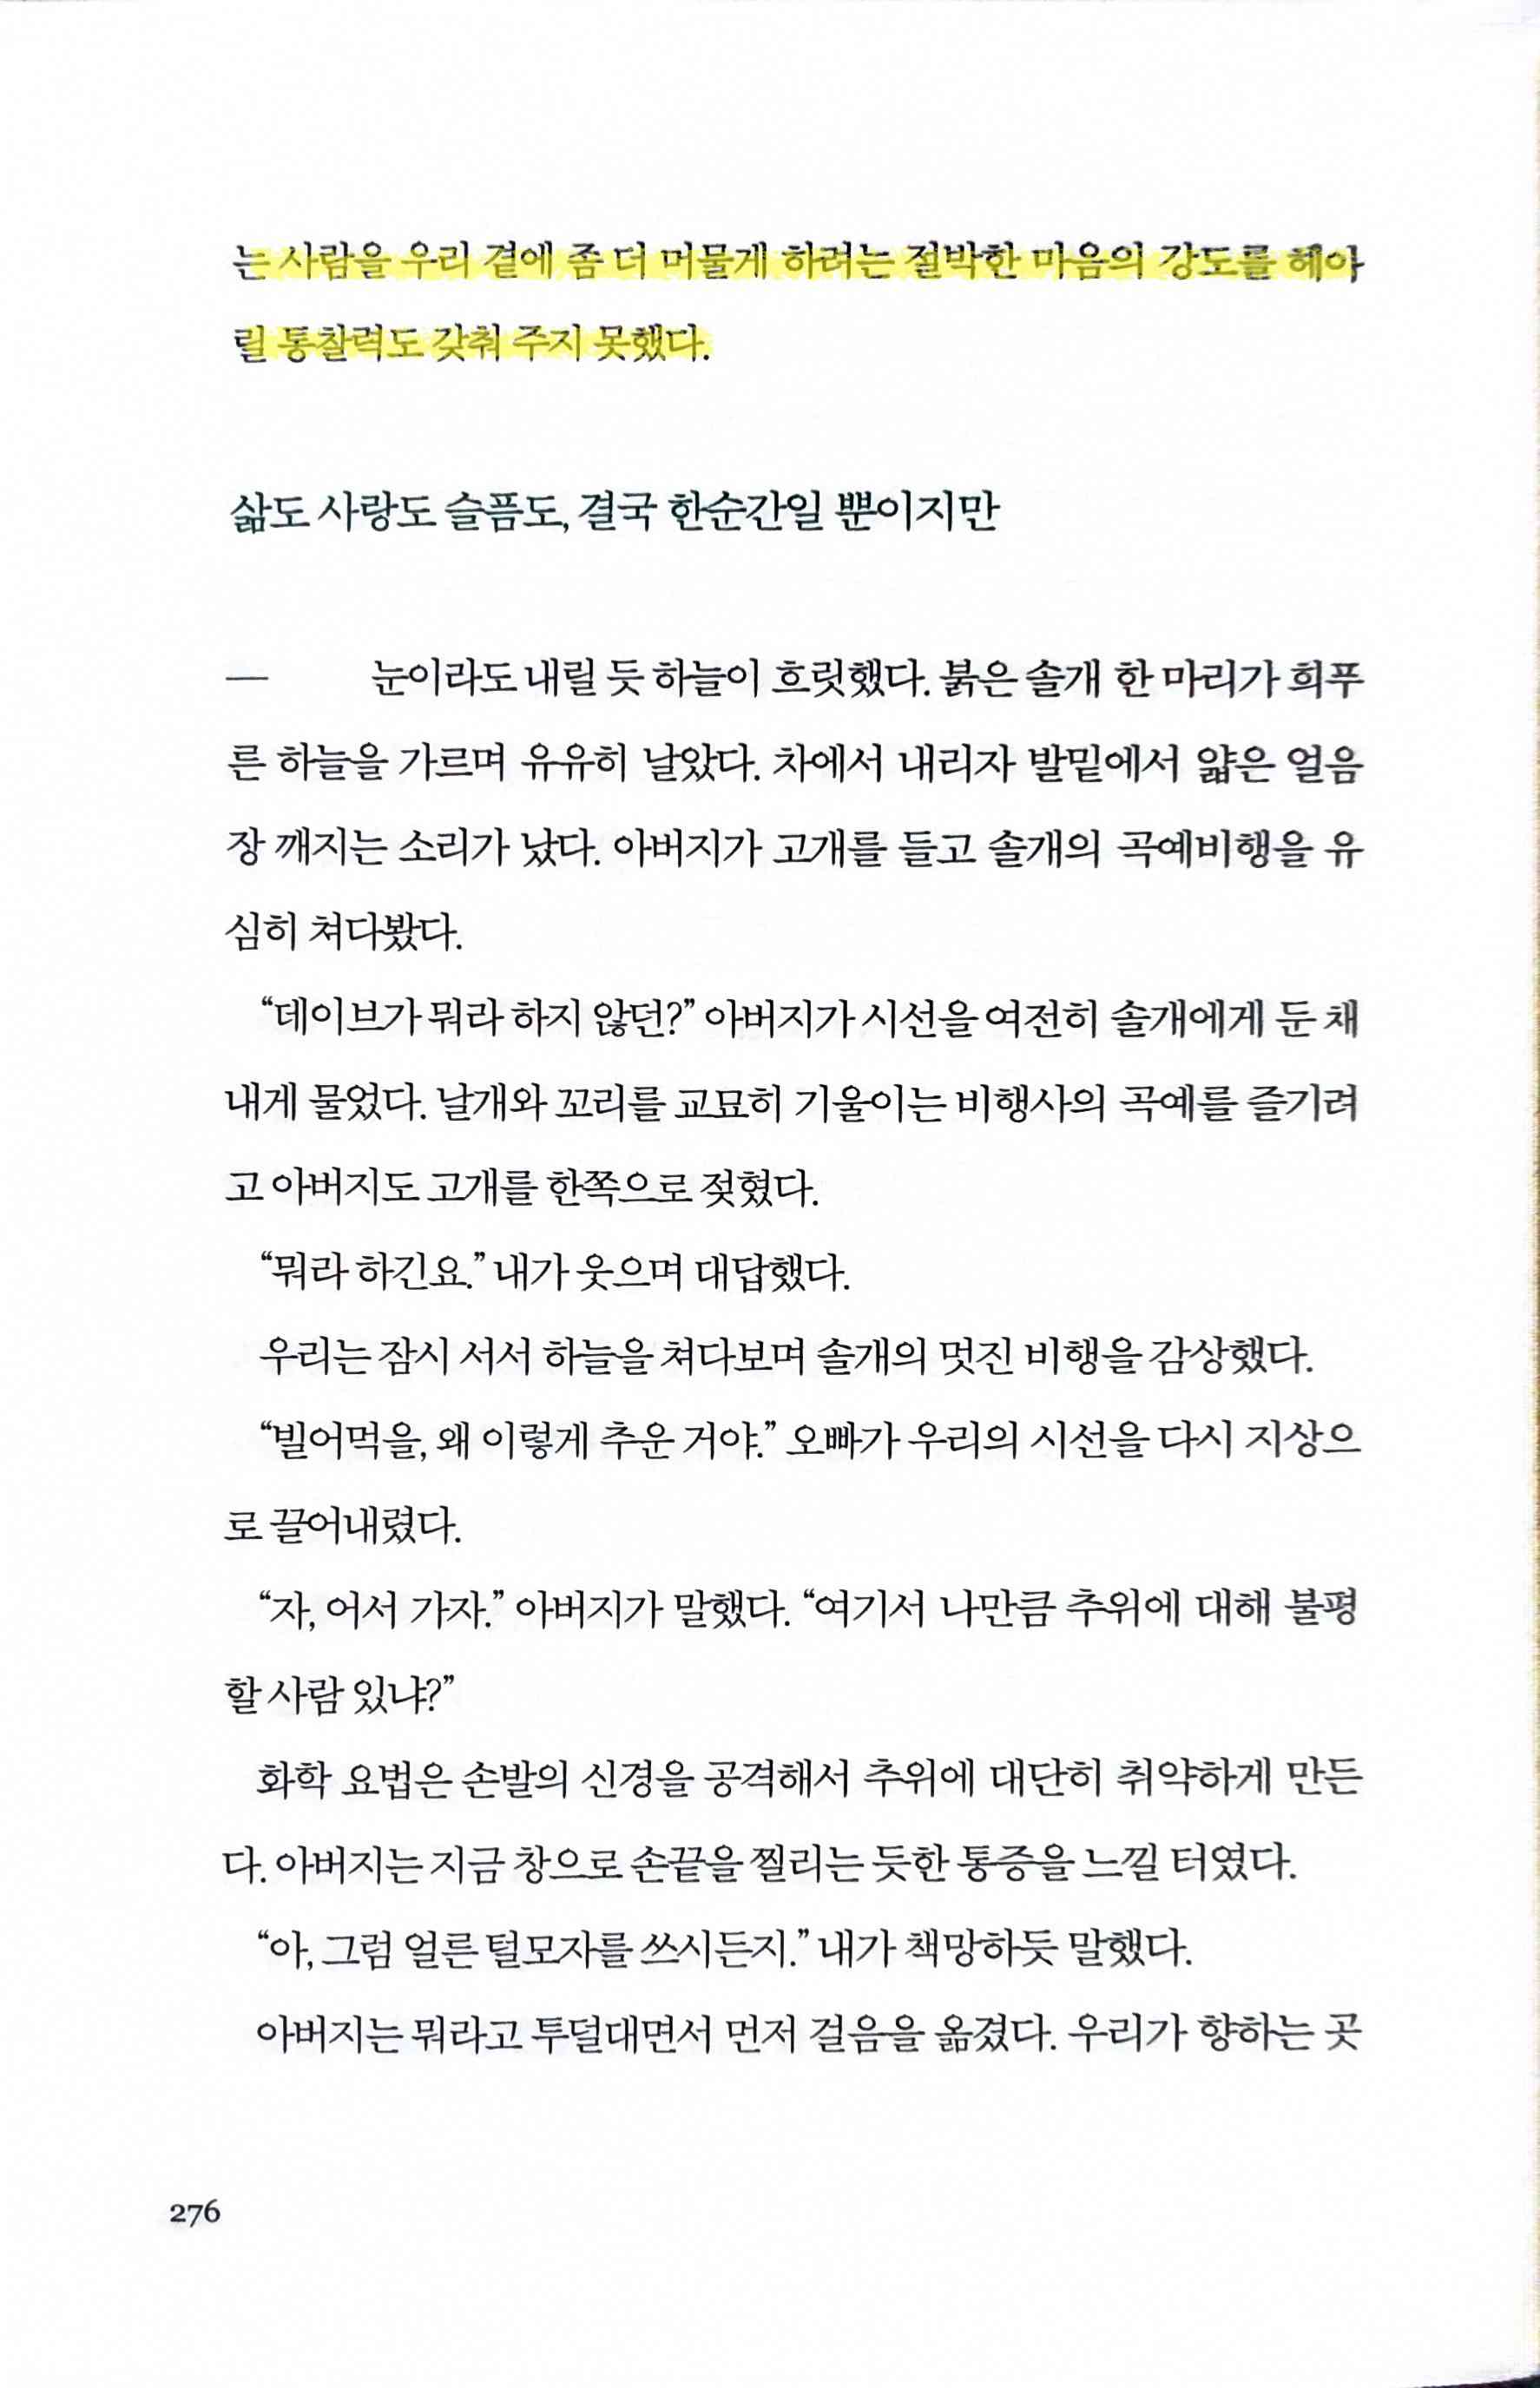 는 사람을 우리 곁에 좀 더 머물게 하려는 절박한 마음의 강도를 헤아
릴 통찰력도 갖춰 주지 못했다.
삶도 사랑도 슬픔도, 결국 한순간일 뿐이지만
— 눈이라도 내릴 듯 하늘이 흐릿했다. 붉은 솔개 한 마리가 희푸
른 하늘을 가르며 유유히 날았다. 차에서 내리자 발밑에서 얇은 얼음
장 깨지는 소리가 났다. 아버지가 고개를 들고 솔개의 곡예비행을 유
심히 쳐다봤다.
“데이브가 뭐라 하지 않던?” 아버지가 시선을 여전히 솔개에게 둔 채
내게 물었다. 날개와 꼬리를 교묘히 기울이는 비행사의 곡예를 즐기려
고 아버지도 고개를 한쪽으로 젖혔다.
“뭐라 하긴요.” 내가 웃으며 대답했다.
우리는 잠시 서서 하늘을 쳐다보며 솔개의 멋진 비행을 감상했다.
“빌어먹을, 왜 이렇게 추운 거야.” 오빠가 우리의 시선을 다시 지상으
로 끌어내렸다.
“자, 어서 가자.” 아버지가 말했다. “여기서 나만큼 추위에 대해 불평
할 사람 있냐?”
화학 요법은 손발의 신경을 공격해서 추위에 대단히 취약하게 만든
다. 아버지는 지금 창으로 손끝을 찔리는 듯한 통증을 느낄 터였다.
“아, 그럼 얼른 털모자를 쓰시든지.” 내가 책망하듯 말했다.
아버지는 뭐라고 투덜대면서 먼저 걸음을 옮겼다. 우리가 향하는 곳
276